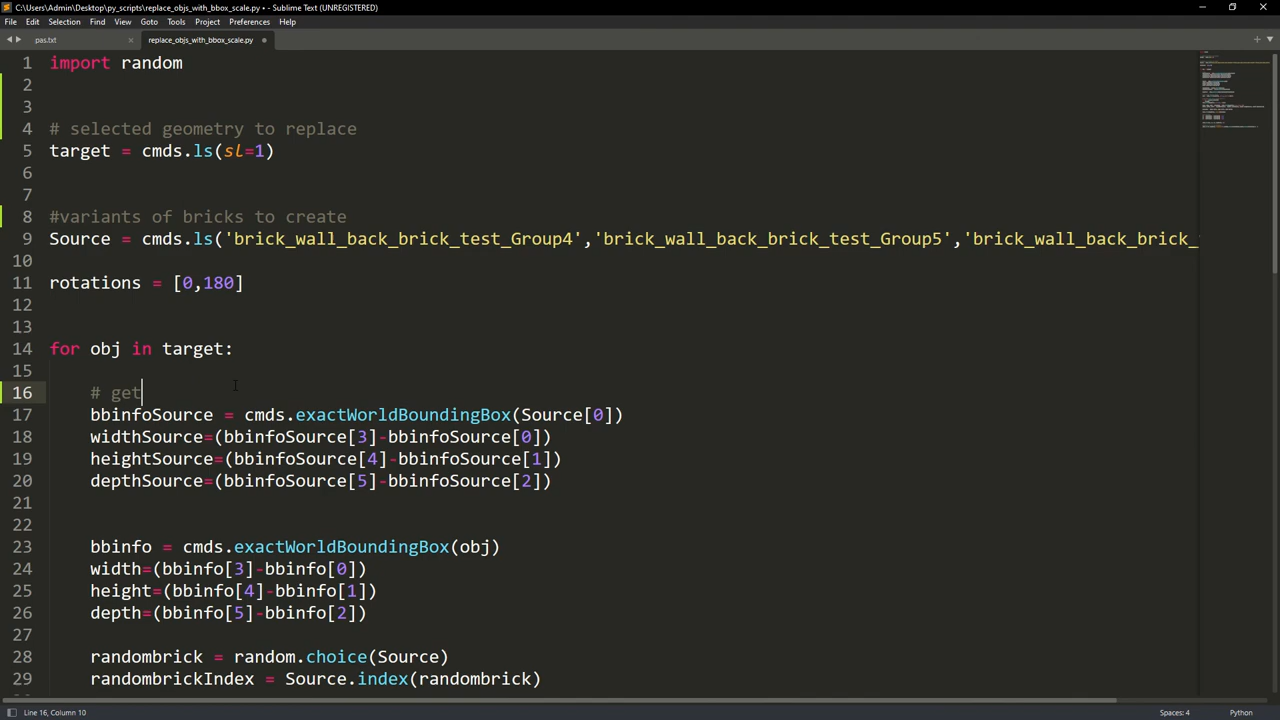 C:\Users\Admin\Desktop\py_scripts\replace_objs_with_bbox_scale.py • - Sublime Text (UNREGISTERED)
File Edit Selection Find View Goto Tools Project Preferences Help
pas.txt replace_objs_with_bbox_scale.py
1 import random
2
3
4 # selected geometry to replace
5 target = cmds.ls(sl=1)
6
7
8 #variants of bricks to create
9 Source = cmds.ls('brick_wall_back_brick_test_Group4','brick_wall_back_brick_test_Group5','brick_wall_back_brick_
10
11 rotations = [0,180]
12
13
14 for obj in target:
15
16 # get
17 bbinfoSource = cmds.exactWorldBoundingBox(Source[0])
18 widthSource=(bbinfoSource[3]-bbinfoSource[0])
19 heightSource=(bbinfoSource[4]-bbinfoSource[1])
20 depthSource=(bbinfoSource[5]-bbinfoSource[2])
21
22
23 bbinfo = cmds.exactWorldBoundingBox(obj)
24 width=(bbinfo[3]-bbinfo[0])
25 height=(bbinfo[4]-bbinfo[1])
26 depth=(bbinfo[5]-bbinfo[2])
27
28 randombrick = random.choice(Source)
29 randombrickIndex = Source.index(randombrick)
Line 16, Column 10 Spaces: 4 Python